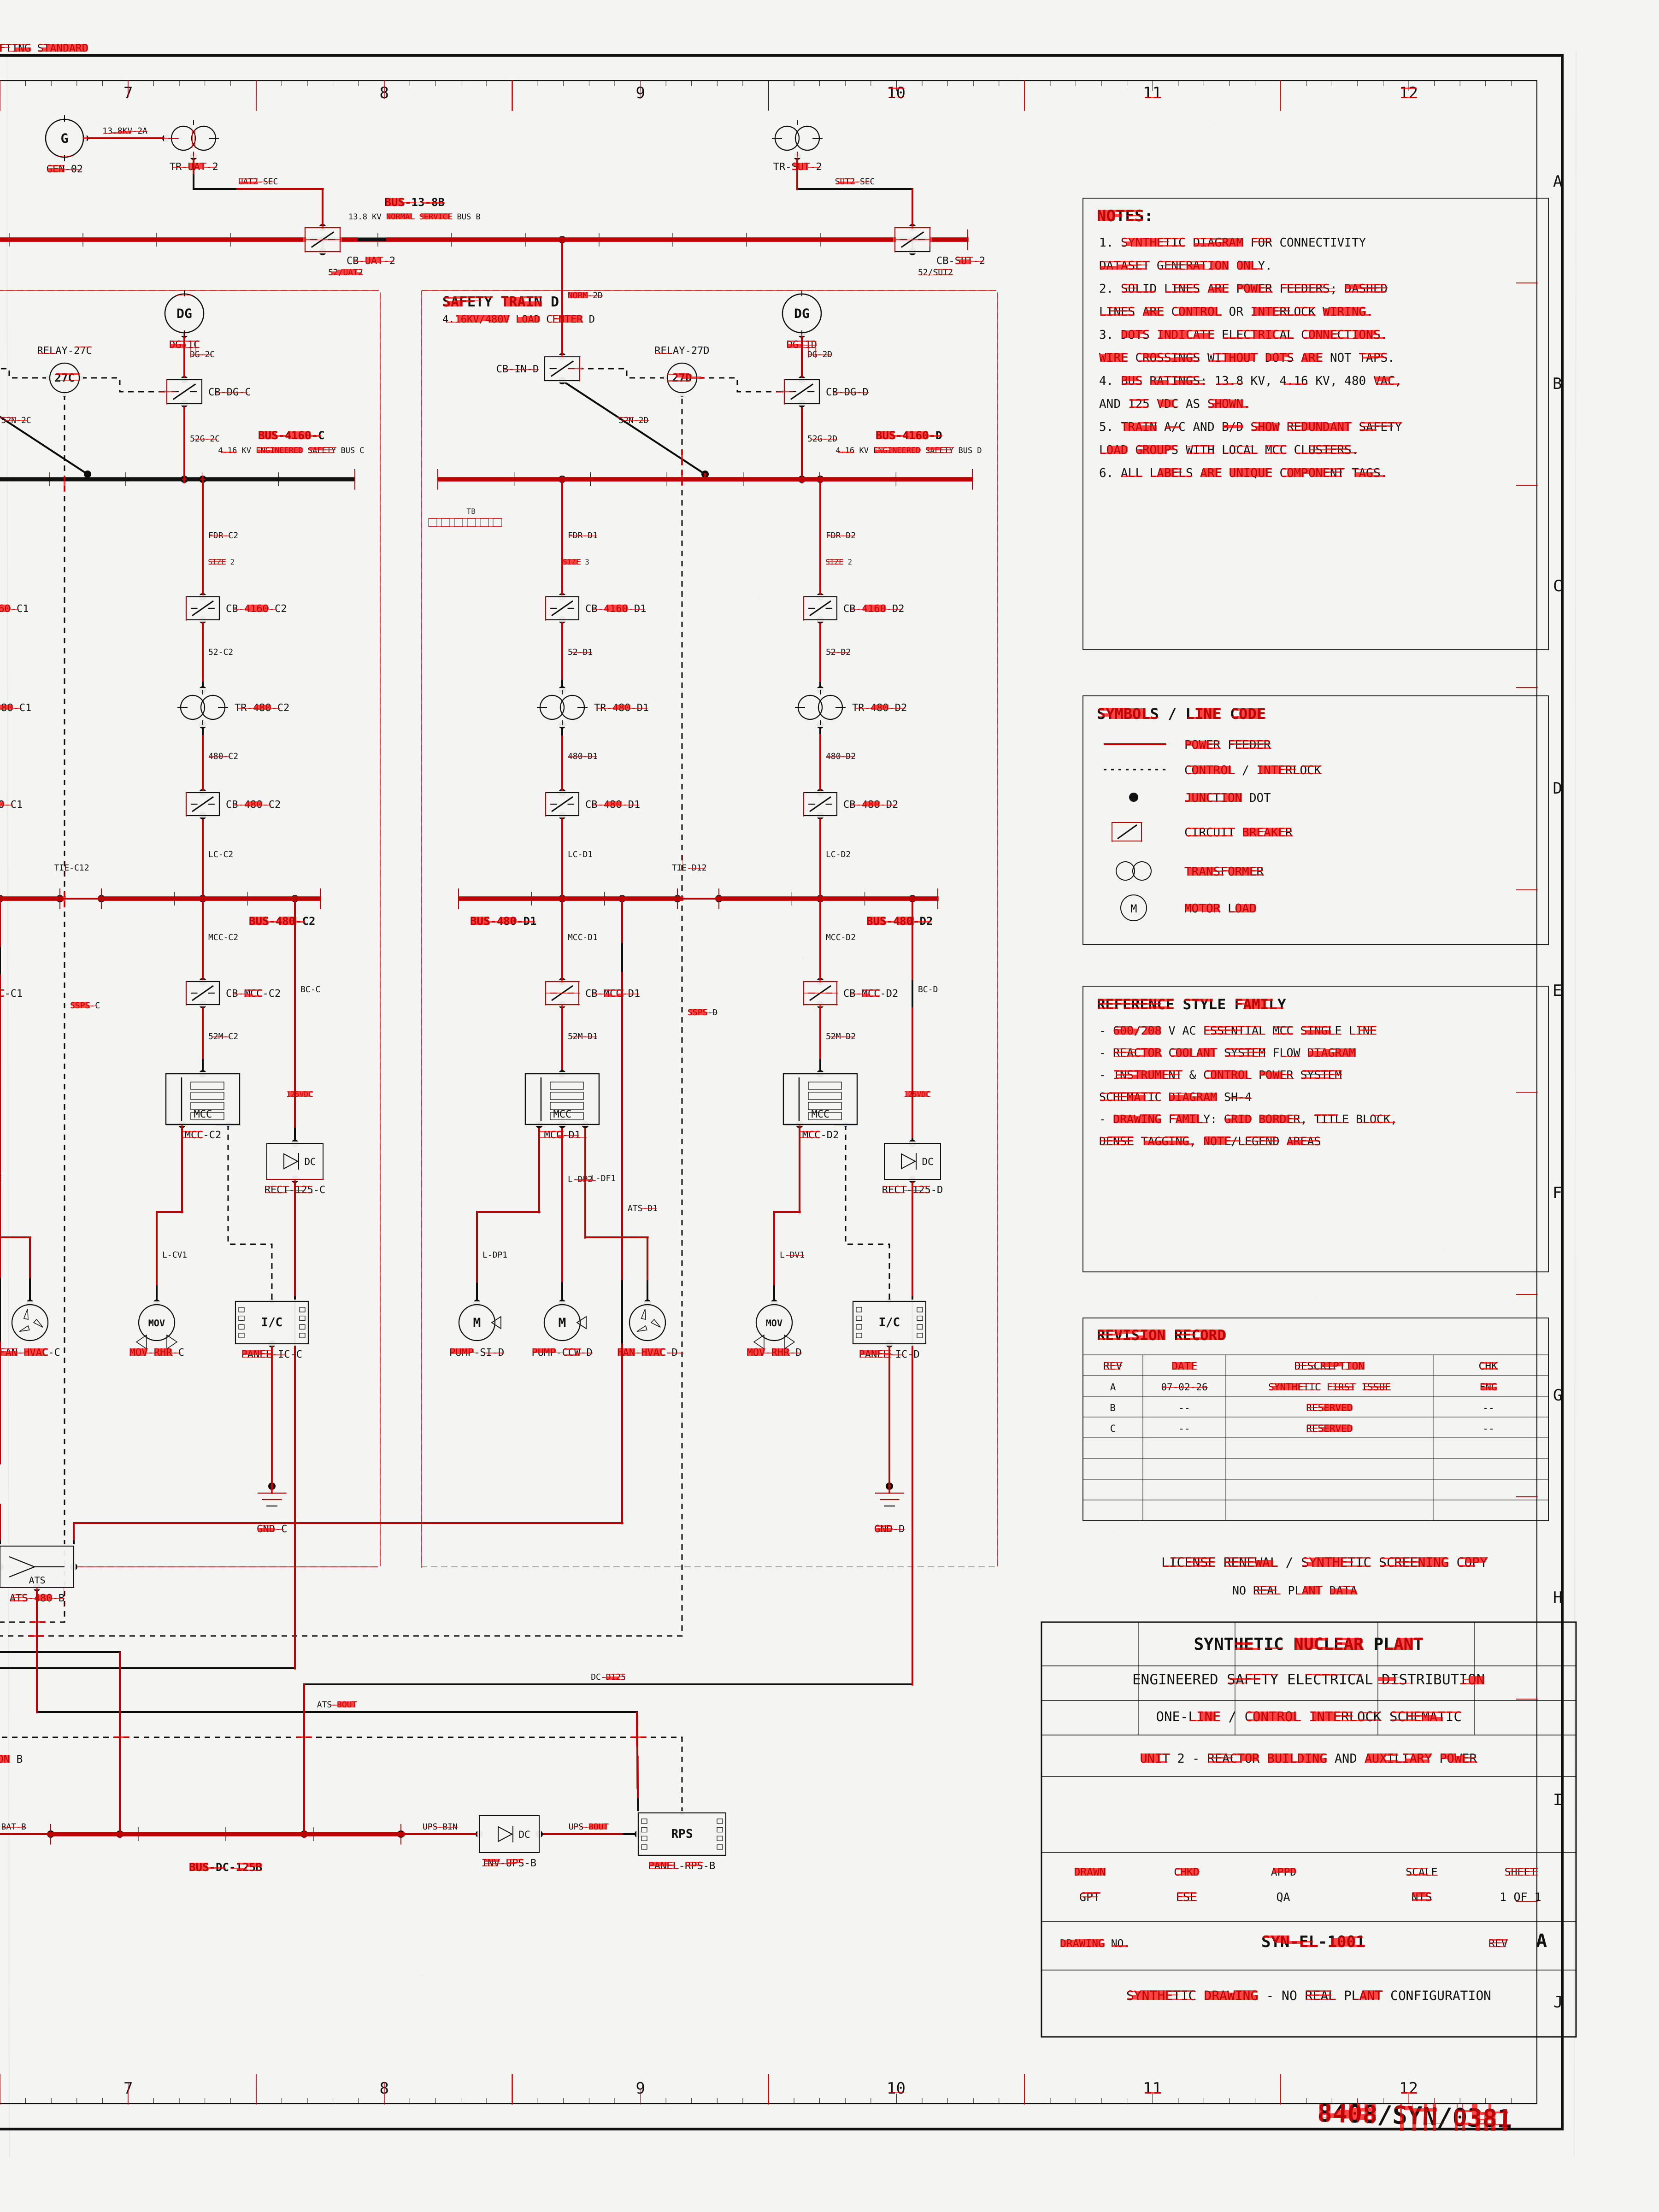 FTING STANDARD
7 8 9 10 11 12
A
B
C
D
E
F
G
H
I
J
G
GEN-02
13.8KV-2A
TR-UAT-2
UAT2-SEC
TR-SUT-2
SUT2-SEC
BUS-13-8B
13.8 KV NORMAL SERVICE BUS B
CB-UAT-2
52/UAT2
CB-SUT-2
52/SUT2
DG
DG-2C
RELAY-27C
27C
CB-DG-C
52N-2C
52G-2C
BUS-4160-C
4.16 KV ENGINEERED SAFETY BUS C
SAFETY TRAIN D
4.16KV/480V LOAD CENTER D
NORM-2D
DG
DG-2D
CB-IN-D
RELAY-27D
27D
CB-DG-D
52N-2D
52G-2D
BUS-4160-D
4.16 KV ENGINEERED SAFETY BUS D
TB
FDR-C2
SIZE 2
FDR-D1
SIZE 3
FDR-D2
SIZE 2
60-C1
CB-4160-C2
CB-4160-D1
CB-4160-D2
52-C2
52-D1
52-D2
80-C1
TR-480-C2
TR-480-D1
TR-480-D2
480-C2
480-D1
480-D2
0-C1
CB-480-C2
CB-480-D1
CB-480-D2
LC-C2
LC-D1
LC-D2
TIE-C12
TIE-D12
BUS-480-C2
BUS-480-D1
BUS-480-D2
MCC-C2
MCC-D1
MCC-D2
C-C1
SSPS-C
CB-MCC-C2
BC-C
CB-MCC-D1
SSPS-D
CB-MCC-D2
BC-D
52M-C2
52M-D1
52M-D2
MCC
MCC-C2
125VDC
MCC
MCC-D1
MCC
MCC-D2
125VDC
DC
RECT-125-C
DC
RECT-125-D
L-DP2
L-DF1
ATS-D1
L-CV1
L-DP1
L-DV1
FAN-HVAC-C
MOV
MOV-RHR-C
I/C
PANEL-IC-C
M
PUMP-SI-D
M
PUMP-CCW-D
FAN-HVAC-D
MOV
MOV-RHR-D
I/C
PANEL-IC-D
GND-C
GND-D
ATS
ATS-480-B
DC-D125
ATS-BOUT
ON B
BAT-B
BUS-DC-125B
UPS-BIN
DC
INV-UPS-B
UPS-BOUT
RPS
PANEL-RPS-B
NOTES:
1. SYNTHETIC DIAGRAM FOR CONNECTIVITY
DATASET GENERATION ONLY.
2. SOLID LINES ARE POWER FEEDERS; DASHED
LINES ARE CONTROL OR INTERLOCK WIRING.
3. DOTS INDICATE ELECTRICAL CONNECTIONS.
WIRE CROSSINGS WITHOUT DOTS ARE NOT TAPS.
4. BUS RATINGS: 13.8 KV, 4.16 KV, 480 VAC,
AND 125 VDC AS SHOWN.
5. TRAIN A/C AND B/D SHOW REDUNDANT SAFETY
LOAD GROUPS WITH LOCAL MCC CLUSTERS.
6. ALL LABELS ARE UNIQUE COMPONENT TAGS.
SYMBOLS / LINE CODE
POWER FEEDER
CONTROL / INTERLOCK
JUNCTION DOT
CIRCUIT BREAKER
TRANSFORMER
M MOTOR LOAD
REFERENCE STYLE FAMILY
- 600/208 V AC ESSENTIAL MCC SINGLE LINE
- REACTOR COOLANT SYSTEM FLOW DIAGRAM
- INSTRUMENT & CONTROL POWER SYSTEM
SCHEMATIC DIAGRAM SH-4
- DRAWING FAMILY: GRID BORDER, TITLE BLOCK,
DENSE TAGGING, NOTE/LEGEND AREAS
REVISION RECORD
REV DATE DESCRIPTION CHK
A 07-02-26 SYNTHETIC FIRST ISSUE ENG
B -- RESERVED --
C -- RESERVED --
LICENSE RENEWAL / SYNTHETIC SCREENING COPY
NO REAL PLANT DATA
SYNTHETIC NUCLEAR PLANT
ENGINEERED SAFETY ELECTRICAL DISTRIBUTION
ONE-LINE / CONTROL INTERLOCK SCHEMATIC
UNIT 2 - REACTOR BUILDING AND AUXILIARY POWER
DRAWN CHKD APPD SCALE SHEET
GPT ESE QA NTS 1 OF 1
DRAWING NO. SYN-EL-1001 REV A
SYNTHETIC DRAWING - NO REAL PLANT CONFIGURATION
7 8 9 10 11 12
8408/SYN/0381